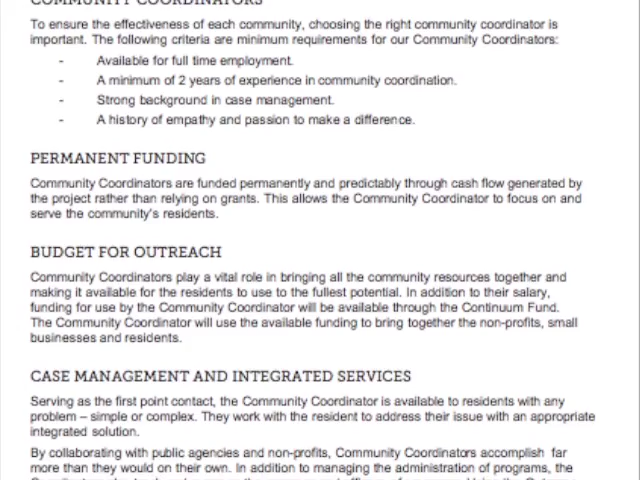 COMMUNITY COORDINATORS
To ensure the effectiveness of each community, choosing the right community coordinator is
important. The following criteria are minimum requirements for our Community Coordinators:
- Available for full time employment.
- A minimum of 2 years of experience in community coordination.
- Strong background in case management.
- A history of empathy and passion to make a difference.
PERMANENT FUNDING
Community Coordinators are funded permanently and predictably through cash flow generated by
the project rather than relying on grants. This allows the Community Coordinator to focus on and
serve the community's residents.
BUDGET FOR OUTREACH
Community Coordinators play a vital role in bringing all the community resources together and
making it available for the residents to use to the fullest potential. In addition to their salary,
funding for use by the Community Coordinator will be available through the Continuum Fund.
The Community Coordinator will use the available funding to bring together the non-profits, small
businesses and residents.
CASE MANAGEMENT AND INTEGRATED SERVICES
Serving as the first point contact, the Community Coordinator is available to residents with any
problem – simple or complex. They work with the resident to address their issue with an appropriate
integrated solution.
By collaborating with public agencies and non-profits, Community Coordinators accomplish far
more than they would on their own. In addition to managing the administration of programs, the